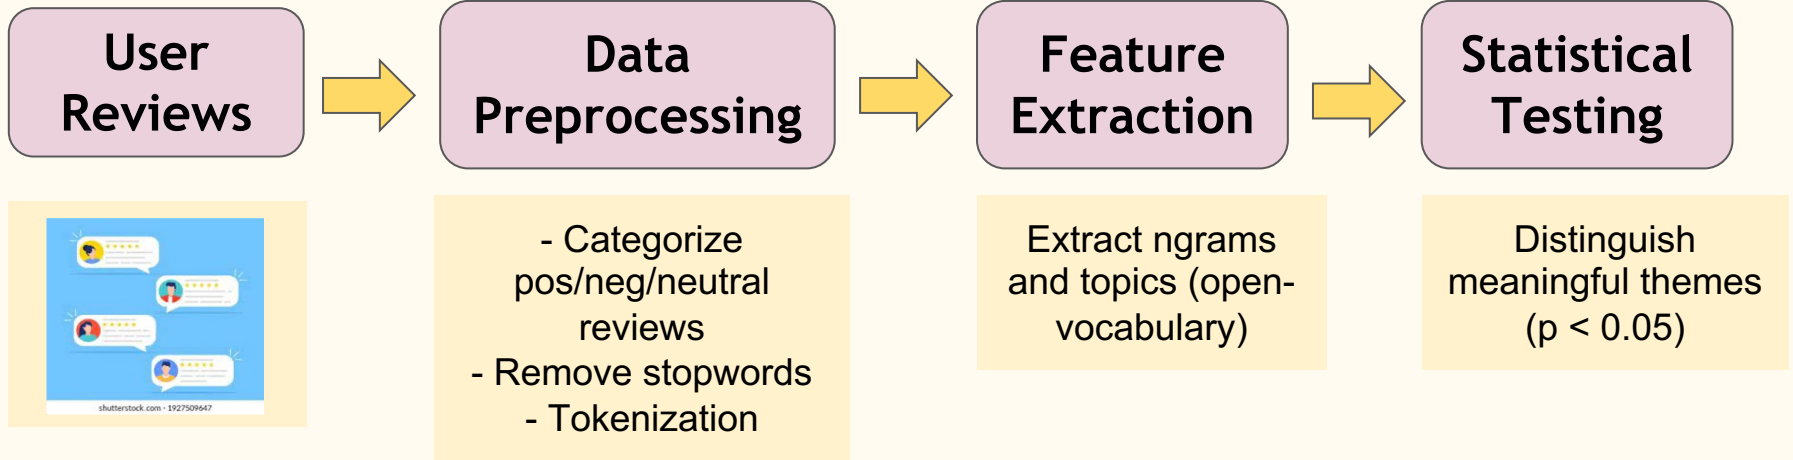 User
Reviews
Data
Preprocessing
Feature
Extraction
Statistical
Testing
shutterstock.com • 1927509647
- Categorize
pos/neg/neutral
reviews
- Remove stopwords
- Tokenization
Extract ngrams
and topics (open-
vocabulary)
Distinguish
meaningful themes
(p < 0.05)